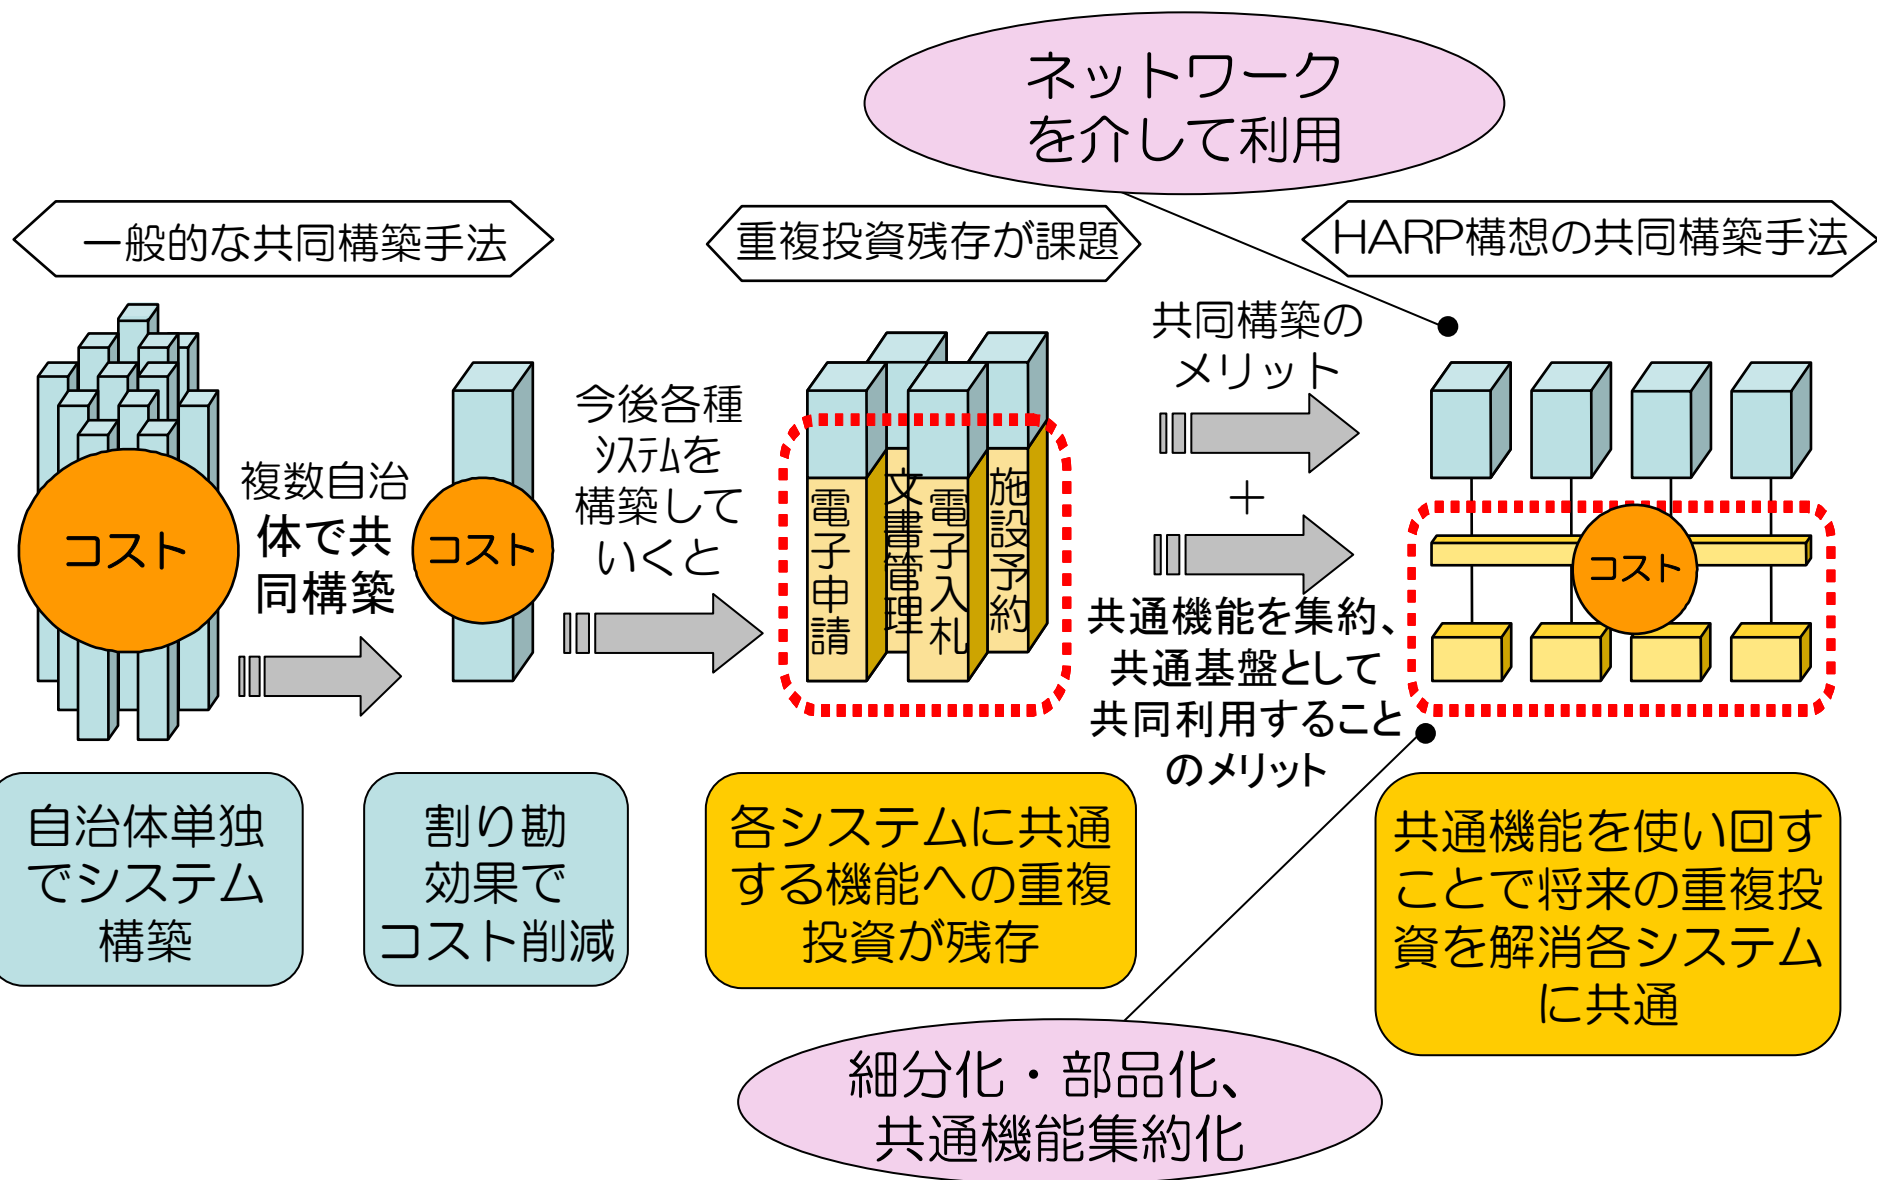 ネットワーク
を介して利用
一般的な共同構築手法
重複投資残存が課題
HARP構想の共同構築手法
コスト
複数自治
体で共
同構築
コスト
今後各種
ｼｽﾃﾑを
構築して
いくと
電子申請
文書管理
電子入札
施設予約
共同構築の
メリット
＋
共通機能を集約、
共通基盤として
共同利用すること
のメリット
コスト
自治体単独
でシステム
構築
割り勘
効果で
コスト削減
各システムに共通
する機能への重複
投資が残存
共通機能を使い回す
ことで将来の重複投
資を解消各システム
に共通
細分化・部品化、
共通機能集約化